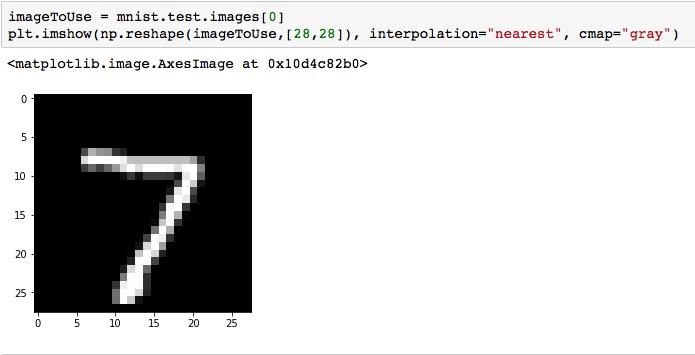 imageToUse = mnist.test.images[0]
plt.imshow(np.reshape(imageToUse,[28,28]), interpolation="nearest", cmap="gray")
<matplotlib.image.AxesImage at 0x10d4c82b0>
0
5
10
15
20
25
7
0 5 10 15 20 25